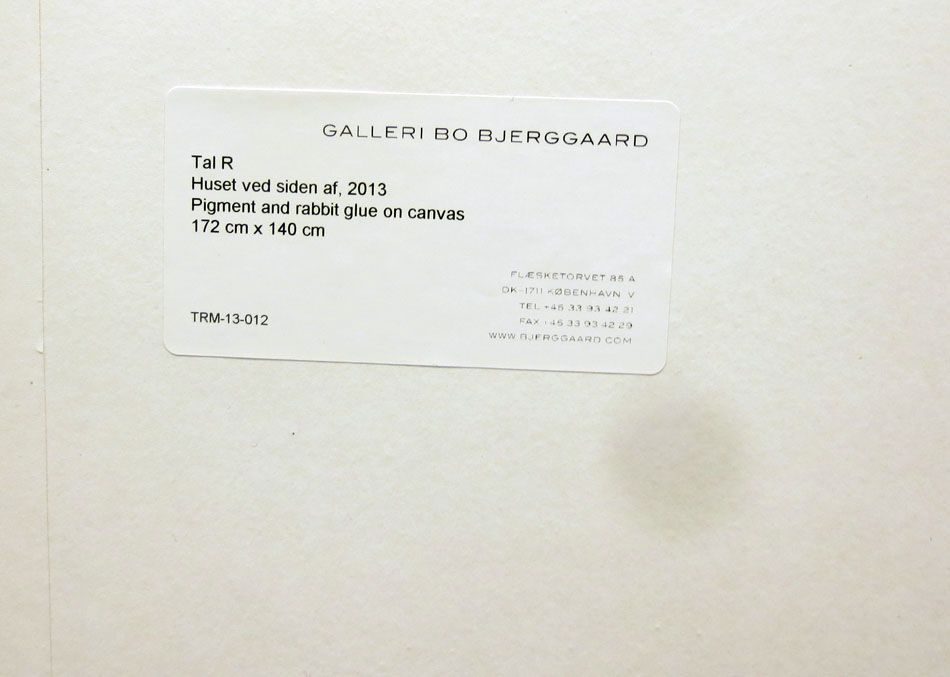 GALLERI BO BJERGGAARD
Tal R
Huset ved siden af, 2013
Pigment and rabbit glue on canvas
172 cm x 140 cm
FLÆSKETORVET 85 A
DK-1711 KØBENHAVN V
TEL +45 33 93 42 21
TRM-13-012
FAX +45 33 93 42 29
WWW.BJERGGAARD.COM